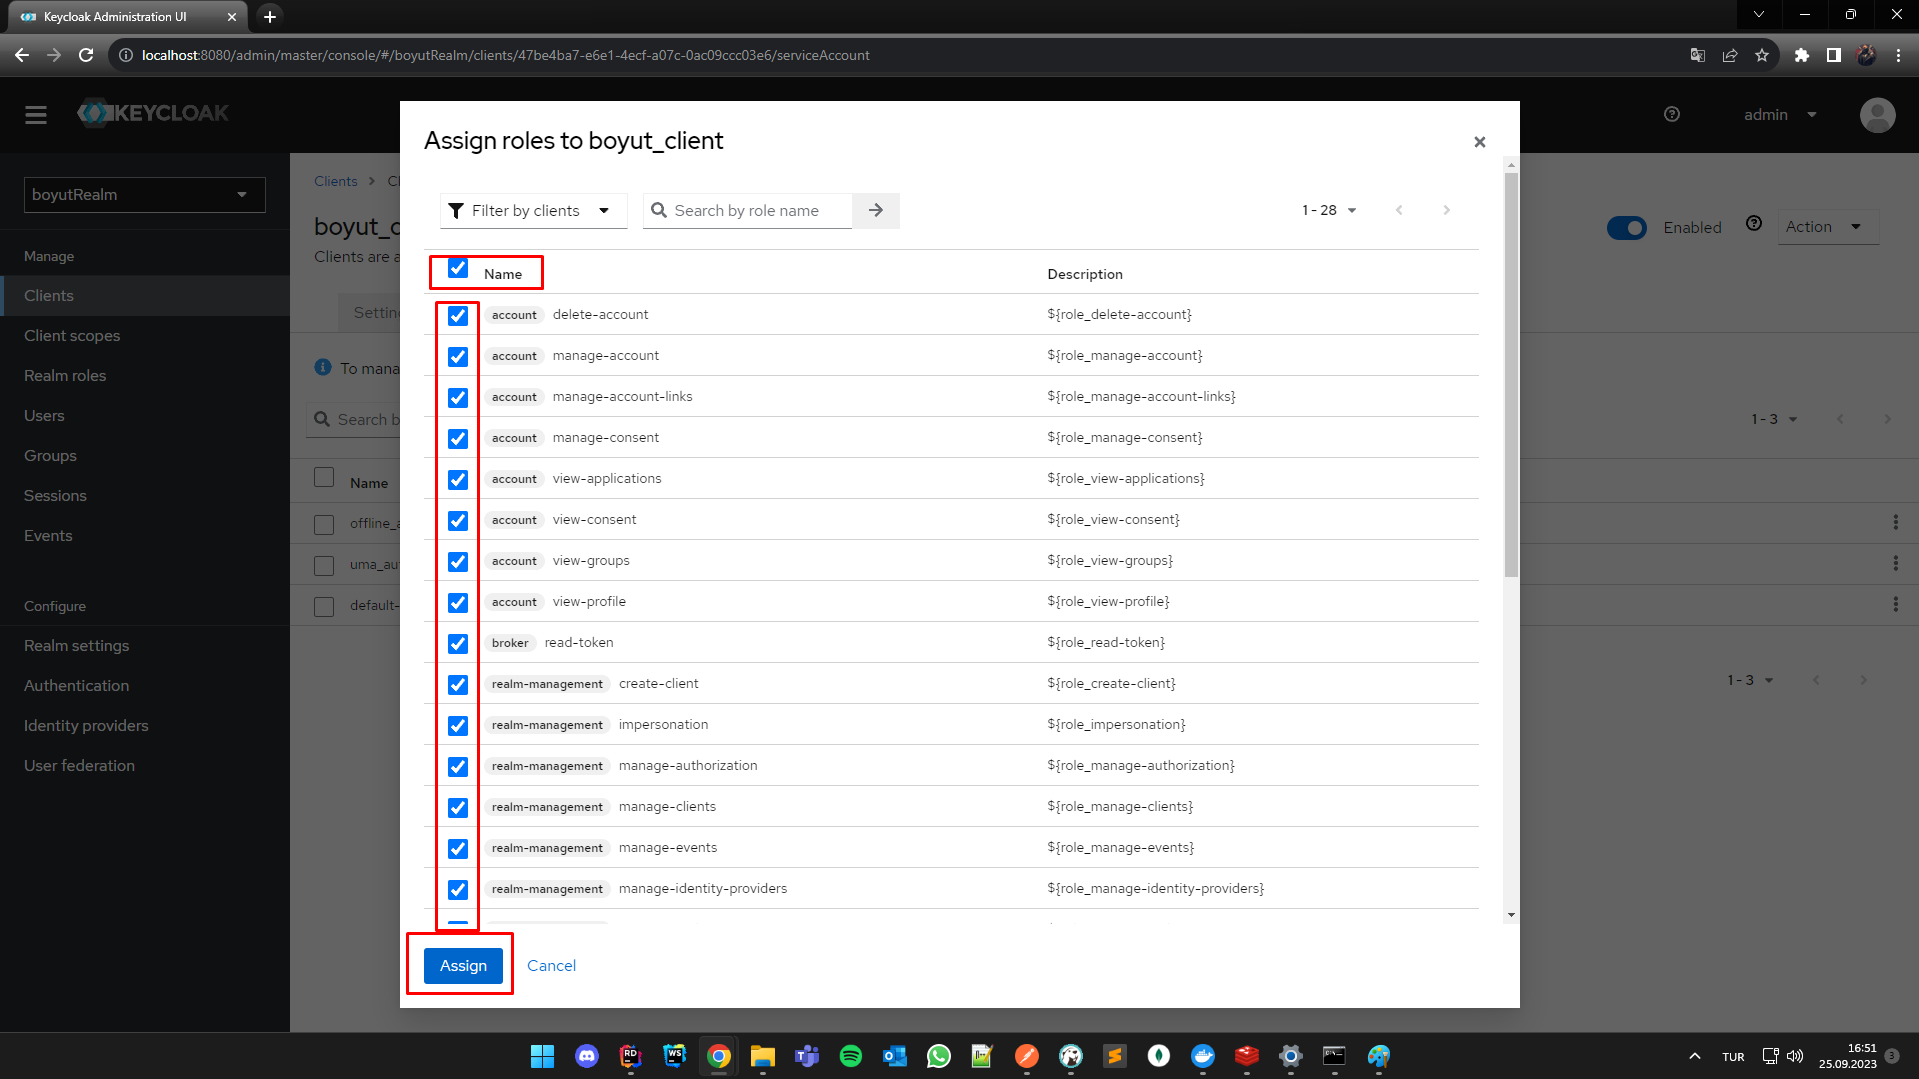 Keycloak Administration UI
localhost:8080/admin/master/console/#/boyutRealm/clients/47be4ba7-e6e1-4ecf-a07c-0ac09ccc03e6/serviceAccount
KEYCLOAK
admin
Assign roles to boyut_client
boyutRealm
Clients
boyut_c
Clients are a
Enabled
Action
Filter by clients
Search by role name
1 - 28
Manage
Clients
Client scopes
Realm roles
Users
Groups
Sessions
Events
Configure
Realm settings
Authentication
Identity providers
User federation
Setting
To mana
Search b
1 - 3
Name
offline_a
uma_au
default-
1 - 3
Name Description
account delete-account ${role_delete-account}
account manage-account ${role_manage-account}
account manage-account-links ${role_manage-account-links}
account manage-consent ${role_manage-consent}
account view-applications ${role_view-applications}
account view-consent ${role_view-consent}
account view-groups ${role_view-groups}
account view-profile ${role_view-profile}
broker read-token ${role_read-token}
realm-management create-client ${role_create-client}
realm-management impersonation ${role_impersonation}
realm-management manage-authorization ${role_manage-authorization}
realm-management manage-clients ${role_manage-clients}
realm-management manage-events ${role_manage-events}
realm-management manage-identity-providers ${role_manage-identity-providers}
Assign Cancel
RD
WS
TUR
16:51
25.09.2023
3